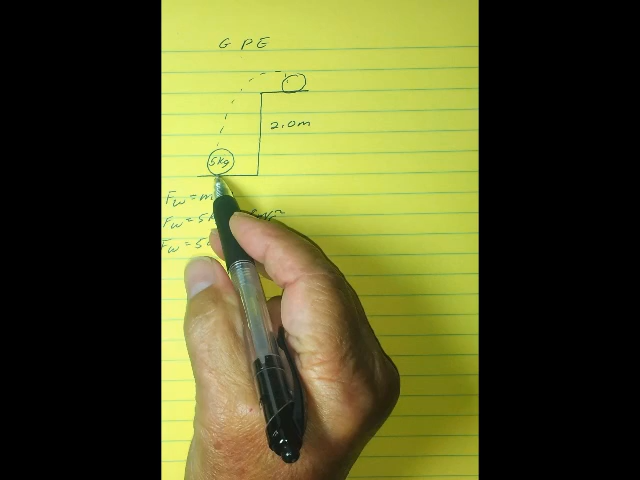 G P E
2.0m
5kg
Fw = m
Fw = 5
Fw = 5